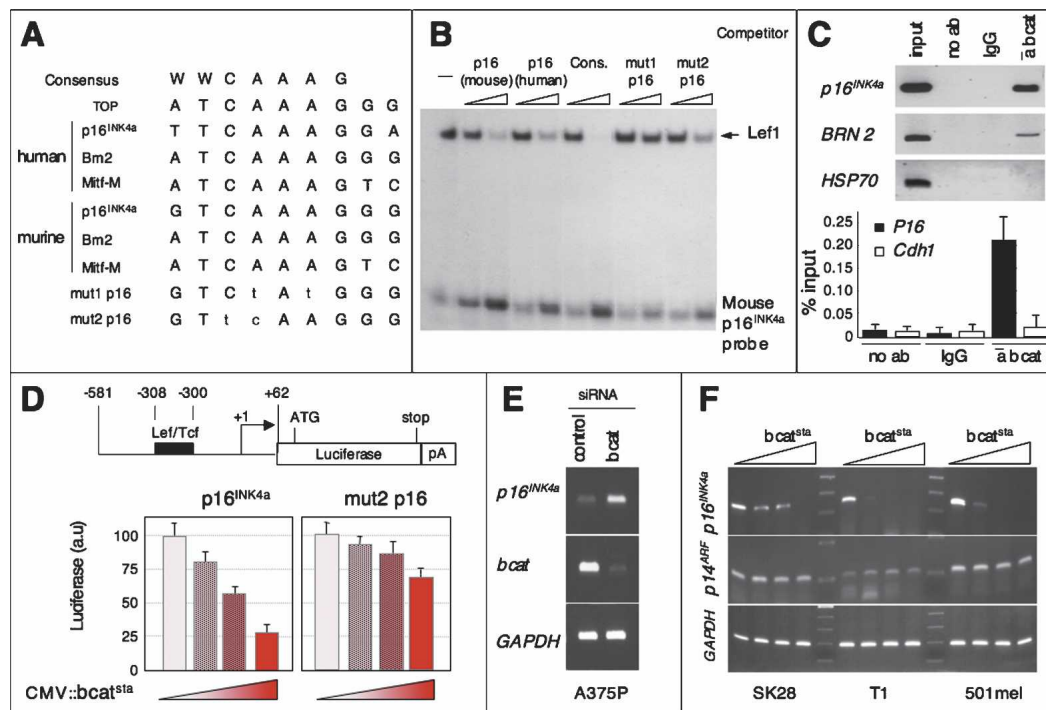 A
Consensus W W C A A A G
TOP A T C A A A G G G
human
p16INK4a T T C A A A G G A
Bm2 A T C A A A G G G
Mitf-M A T C A A A G T C
murine
p16INK4a G T C A A A G G G
Bm2 A T C A A A G G G
Mitf-M A T C A A A G T C
mut1 p16 G T C t A t G G G
mut2 p16 G T t c A A G G G
B
Competitor
— p16 (mouse) p16 (human) Cons. mut1 p16 mut2 p16
Lef1
Mouse
p16INK4a
probe
C
input no ab IgG a bcat
p16INK4a
BRN 2
HSP70
% input
0.25
0.20
0.15
0.10
0.05
0
P16
Cdh1
no ab IgG a bcat
D
-581 -308 -300 +1 +62
Lef/Tcf
ATG stop
Luciferase pA
p16INK4a mut2 p16
Luciferase (a.u)
100
75
50
25
CMV::bcatsta
E
siRNA
control bcat
p16INK4a
bcat
GAPDH
A375P
F
bcatsta bcatsta bcatsta
p16INK4a
p14ARF
GAPDH
SK28 T1 501mel